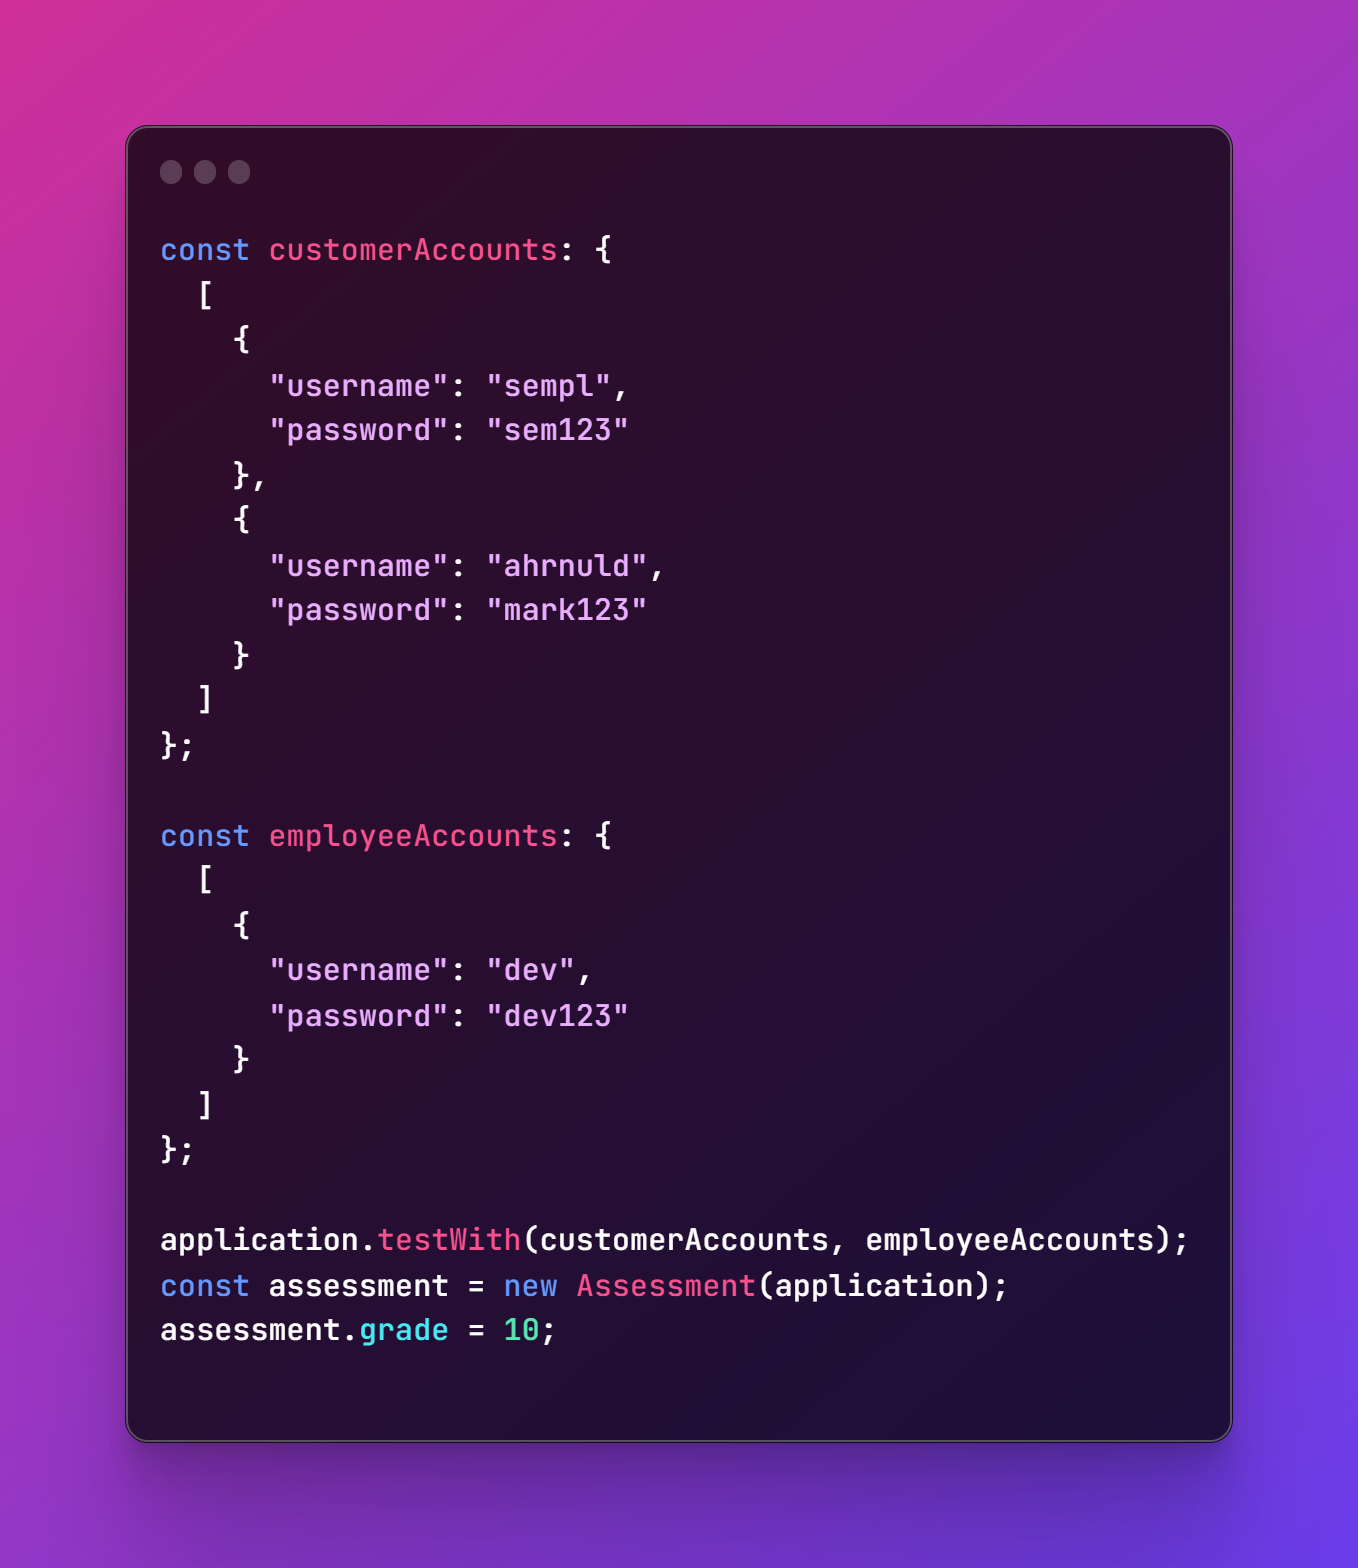 const customerAccounts: {
  [
    {
      "username": "sempl",
      "password": "sem123"
    },
    {
      "username": "ahrnuld",
      "password": "mark123"
    }
  ]
};

const employeeAccounts: {
  [
    {
      "username": "dev",
      "password": "dev123"
    }
  ]
};

application.testWith(customerAccounts, employeeAccounts);
const assessment = new Assessment(application);
assessment.grade = 10;